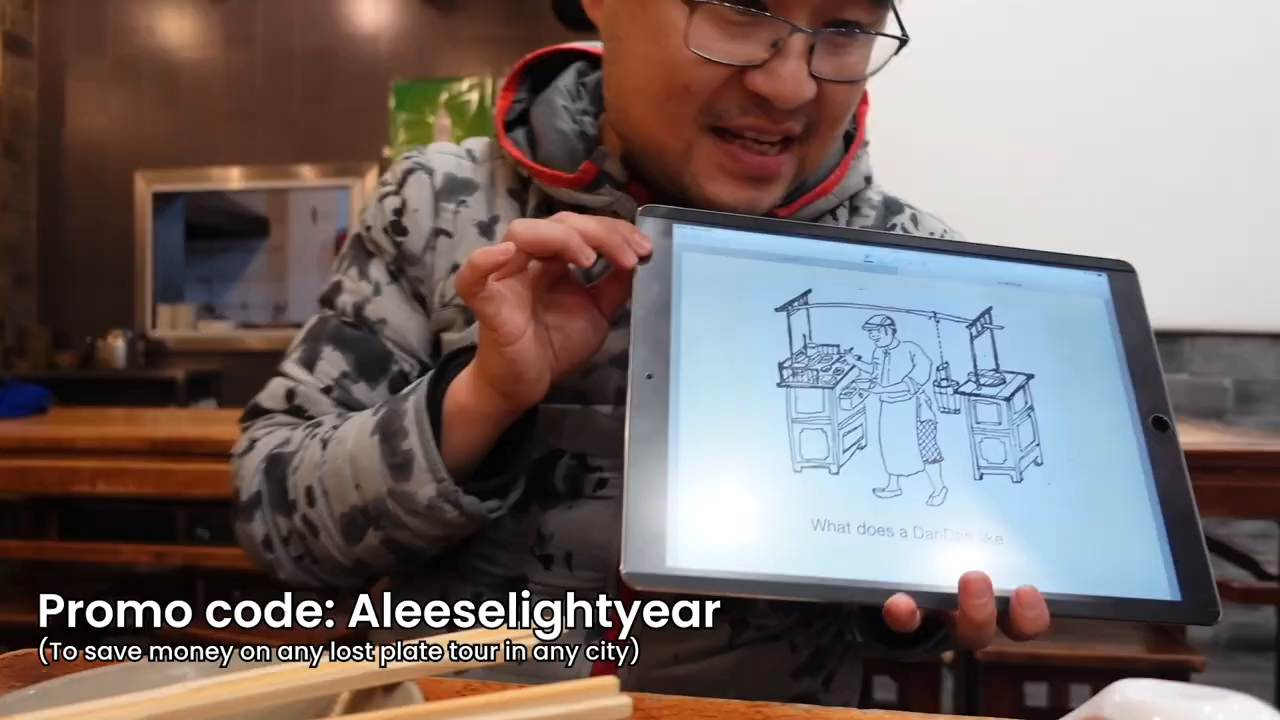 What does a DanDan like
Promo code: Aleeselightyear
(To save money on any lost plate tour in any city)